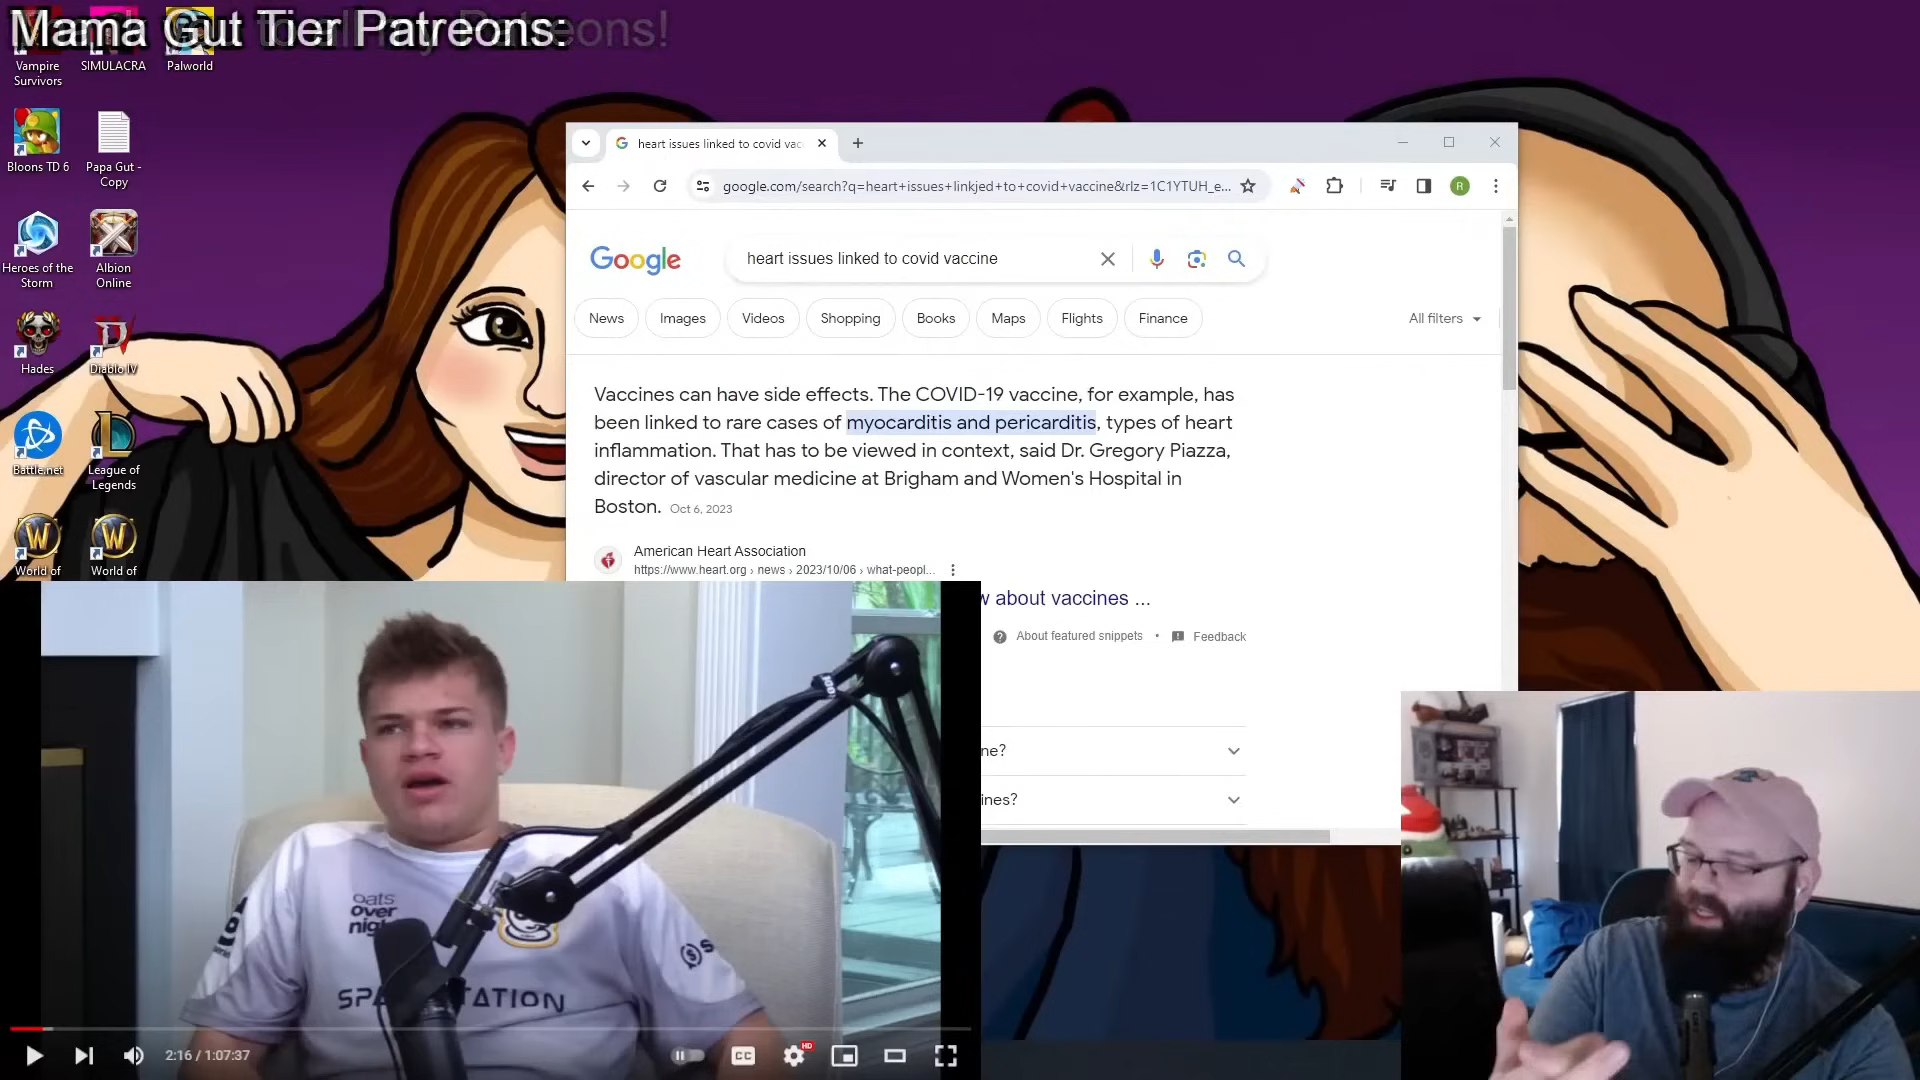 Mama Gut Tier Patreons:
Vampire
Survivors
SIMULACRA
Palworld
Bloons TD 6
Papa Gut -
Copy
Heroes of the
Storm
Albion
Online
Hades
Diablo IV
Battle.net
League of
Legends
World of
World of
heart issues linked to covid vac
google.com/search?q=heart+issues+linkjed+to+covid+vaccine&rlz=1C1YTUH_e...
R
Google
heart issues linked to covid vaccine
News
Images
Videos
Shopping
Books
Maps
Flights
Finance
All filters
Vaccines can have side effects. The COVID-19 vaccine, for example, has
been linked to rare cases of myocarditis and pericarditis, types of heart
inflammation. That has to be viewed in context, said Dr. Gregory Piazza,
director of vascular medicine at Brigham and Women's Hospital in
Boston. Oct 6, 2023
American Heart Association
https://www.heart.org › news › 2023/10/06 › what-peopl...
w about vaccines ...
About featured snippets • Feedback
ne?
ines?
oats
over
nigh
SPA STATION
2:16 / 1:07:37
CC
HD